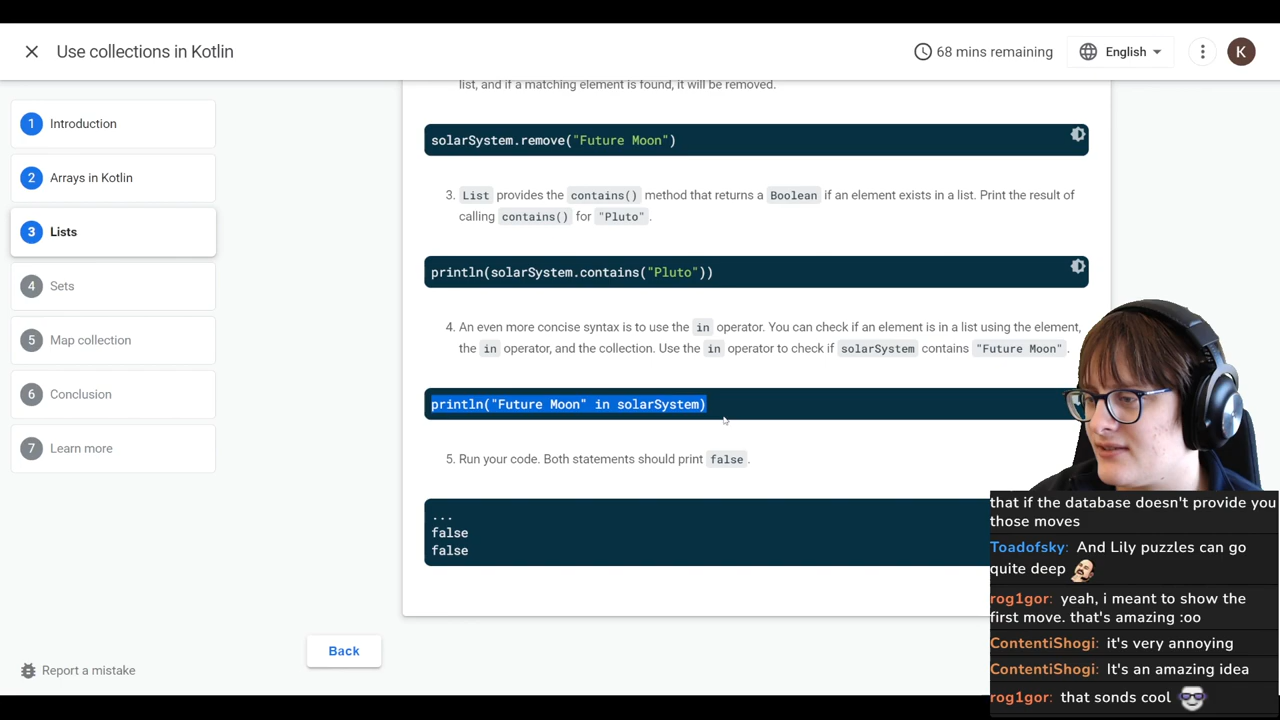 Use collections in Kotlin
68 mins remaining
English
K
1 Introduction
2 Arrays in Kotlin
3 Lists
4 Sets
5 Map collection
6 Conclusion
7 Learn more
list, and if a matching element is found, it will be removed.
solarSystem.remove("Future Moon")
3. List provides the contains() method that returns a Boolean if an element exists in a list. Print the result of
calling contains() for "Pluto".
println(solarSystem.contains("Pluto"))
4. An even more concise syntax is to use the in operator. You can check if an element is in a list using the element,
the in operator, and the collection. Use the in operator to check if solarSystem contains "Future Moon".
println("Future Moon" in solarSystem)
5. Run your code. Both statements should print false.
...
false
false
Back
Report a mistake
that if the database doesn't provide you
those moves
Toadofsky: And Lily puzzles can go
quite deep
rog1gor: yeah, i meant to show the
first move. that's amazing :oo
ContentiShogi: it's very annoying
ContentiShogi: It's an amazing idea
rog1gor: that sonds cool